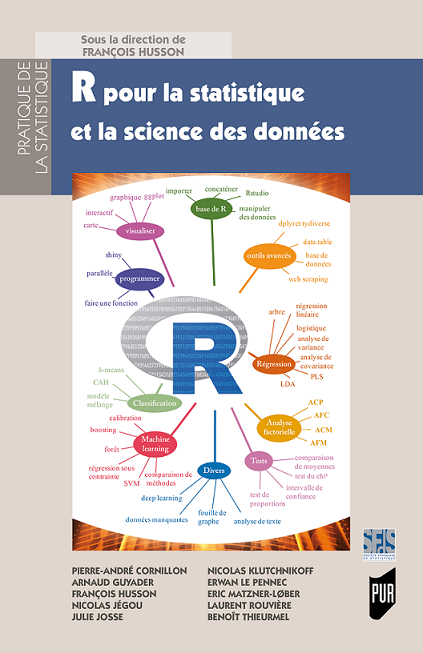 Sous la direction de
FRANÇOIS HUSSON
PRATIQUE DE
LA STATISTIQUE
R pour la statistique
et la science des données
importer
concaténer
Rstudio
base de R
manipuler
des données
graphique
ggplot
interactif
carte
visualiser
dplyr et tydiverse
data table
outils avancés
base de
données
web scraping
shiny
parallèle
programmer
faire une fonction
R
arbre
régression
linéaire
logistique
analyse de
variance
analyse de
covariance
Régression
PLS
LDA
k-means
CAH
modèle
mélange
Classification
ACP
AFC
Analyse
factorielle
ACM
AFM
calibration
boosting
Machine
learning
forêt
régression sous
contrainte
SVM
comparaison de
méthodes
Tests
comparaison
de moyennes
test du chi²
intervalle de
confiance
test de
proportions
Divers
deep learning
données manquantes
fouille de
graphe
analyse de texte
SFdS
PIERRE-ANDRÉ CORNILLON
ARNAUD GUYADER
FRANÇOIS HUSSON
NICOLAS JÉGOU
JULIE JOSSE
NICOLAS KLUTCHNIKOFF
ERWAN LE PENNEC
ERIC MATZNER-LØBER
LAURENT ROUVIÈRE
BENOÎT THIEURMEL
PUR